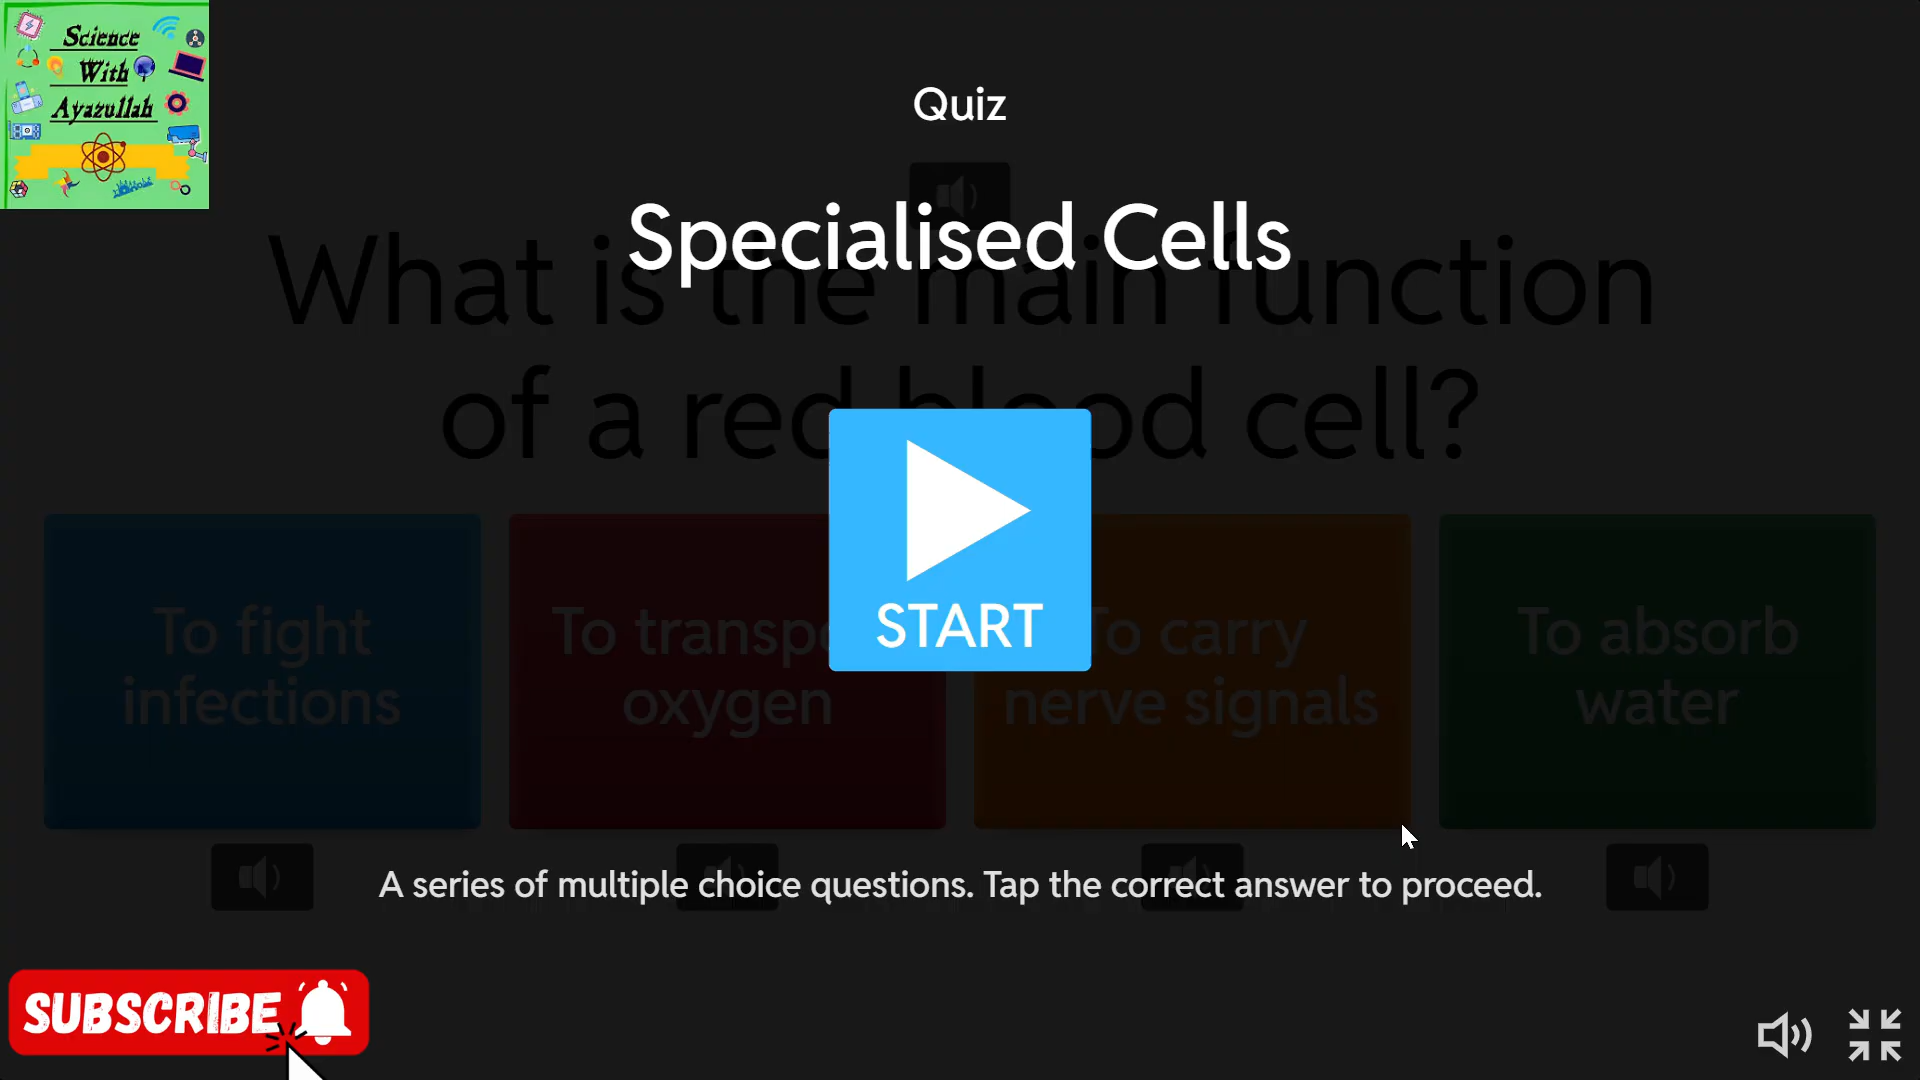 Science
With
Ayazullah
Quiz
Specialised Cells
What is the main function
of a red blood cell?
START
To fight
infections
To transpo
oxygen
To carry
nerve signals
To absorb
water
A series of multiple choice questions. Tap the correct answer to proceed.
SUBSCRIBE